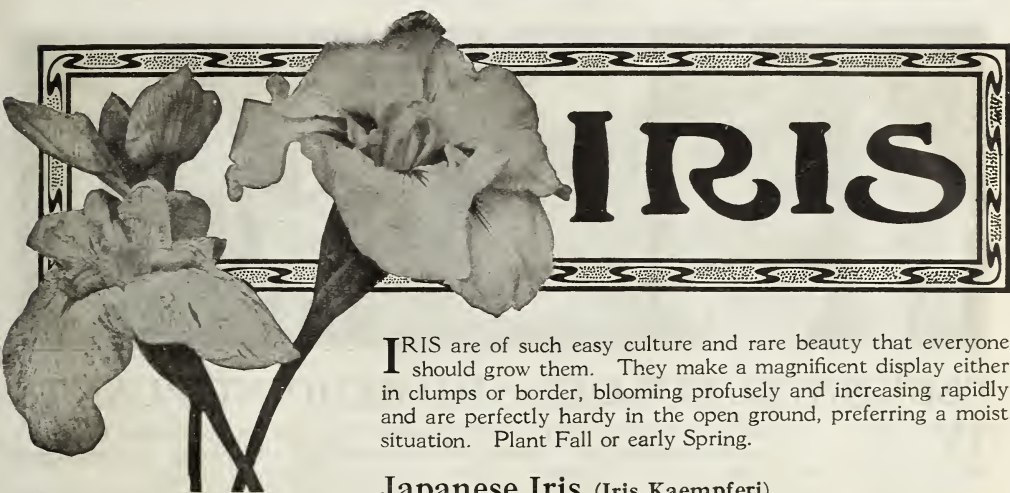 IRIS
IRIS are of such easy culture and rare beauty that everyone
should grow them. They make a magnificent display either
in clumps or border, blooming profusely and increasing rapidly
and are perfectly hardy in the open ground, preferring a moist
situation. Plant Fall or early Spring.
Japanese Iris (Iris Kaempferi)